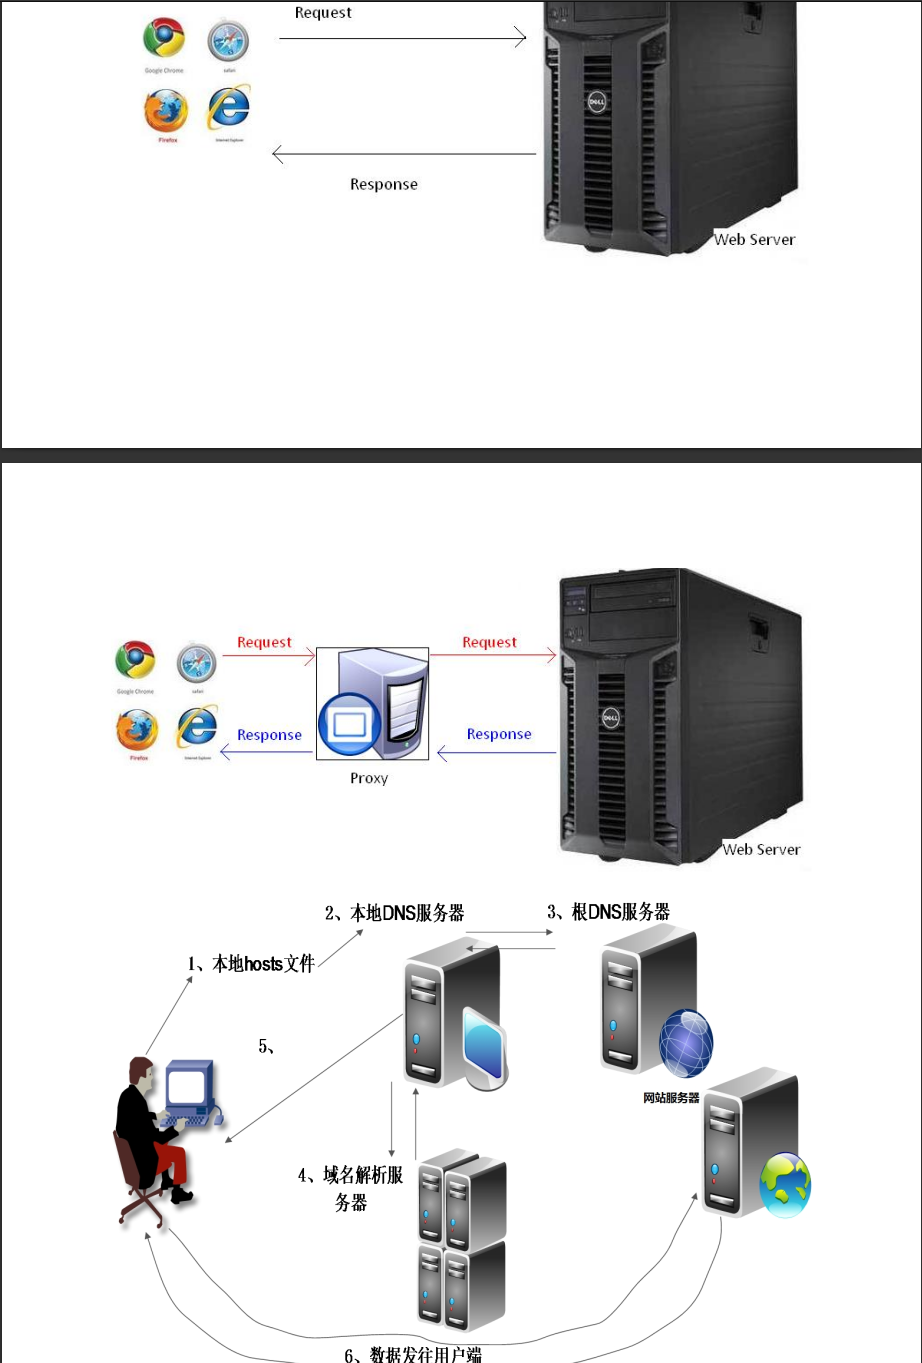 Request
Google Chrome
safari
DELL
Firefox
Internet Explorer
Response
Web Server
Request
Request
Google Chrome
safari
DELL
Response
Response
Firefox
Internet Explorer
Proxy
Web Server
2、本地DNS服务器
3、根DNS服务器
1、本地hosts文件
5、
网站服务器
4、域名解析服
务器
6、数据发往用户端